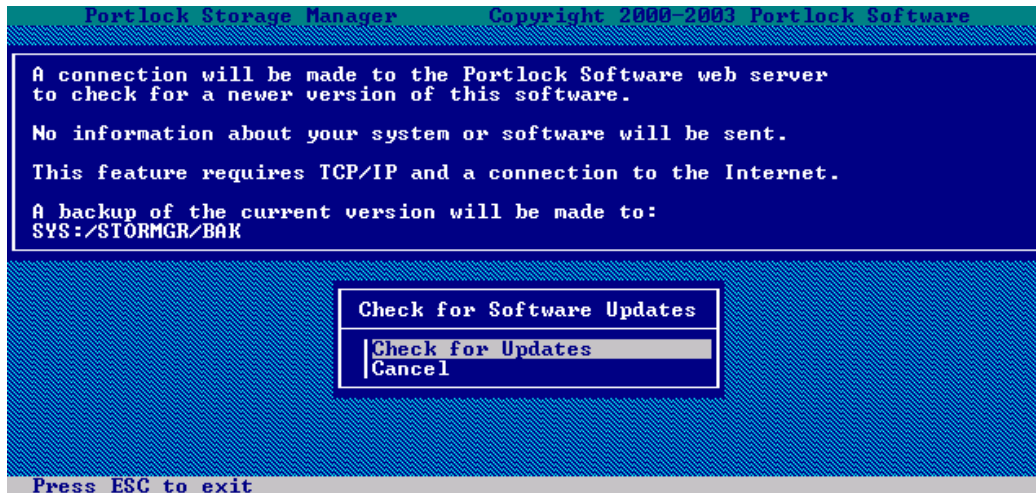 Portlock Storage Manager Copyright 2000-2003 Portlock Software
A connection will be made to the Portlock Software web server
to check for a newer version of this software.
No information about your system or software will be sent.
This feature requires TCP/IP and a connection to the Internet.
A backup of the current version will be made to:
SYS:/STORMGR/BAK
Check for Software Updates
Check for Updates
Cancel
Press ESC to exit